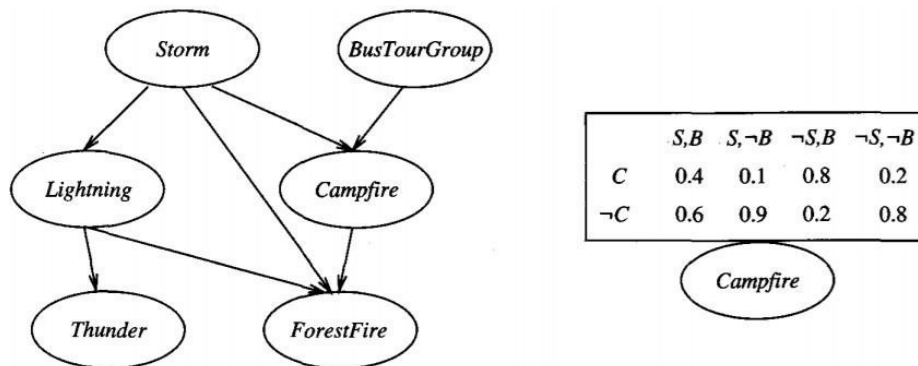 Storm
BusTourGroup
Lightning
Campfire
Thunder
ForestFire
S,B S,¬B ¬S,B ¬S,¬B
C 0.4 0.1 0.8 0.2
¬C 0.6 0.9 0.2 0.8
Campfire